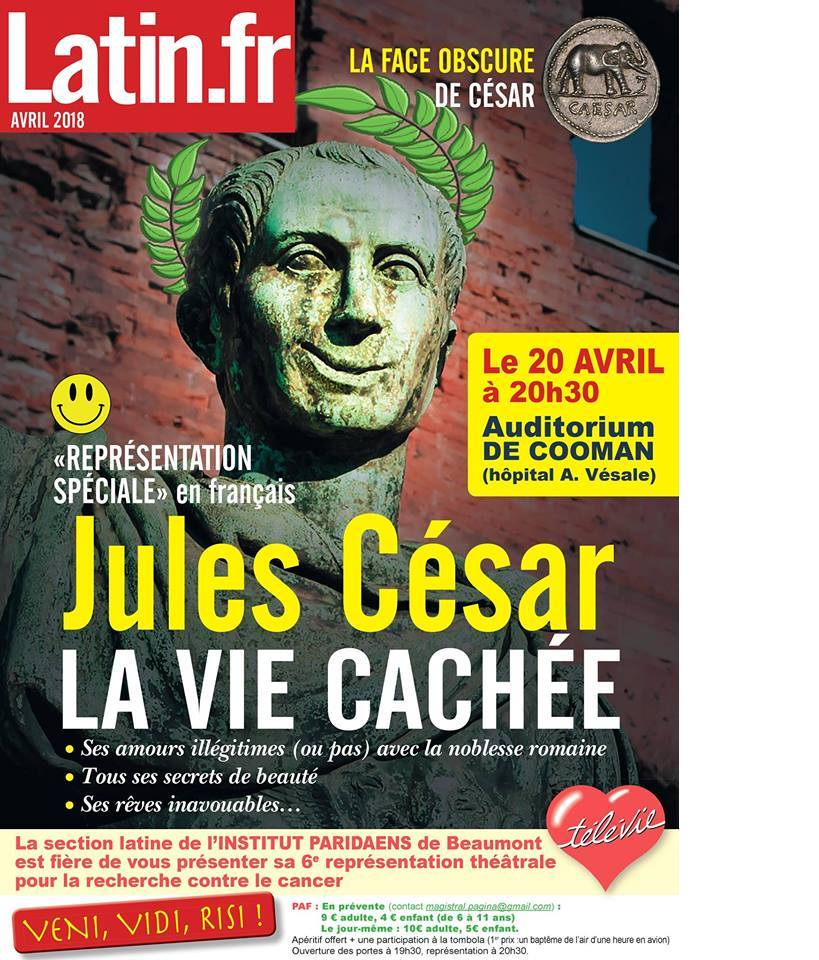 Latin.fr
AVRIL 2018
LA FACE OBSCURE
DE CÉSAR
CAESAR
Le 20 AVRIL
à 20h30
Auditorium
DE COOMAN
(hôpital A. Vésale)
«REPRÉSENTATION
SPÉCIALE» en français
Jules César
LA VIE CACHÉE
• Ses amours illégitimes (ou pas) avec la noblesse romaine
• Tous ses secrets de beauté
• Ses rêves inavouables…
télévie
La section latine de l’INSTITUT PARIDAENS de Beaumont
est fière de vous présenter sa 6e représentation théâtrale
pour la recherche contre le cancer
VENI, VIDI, RISI !
PAF : En prévente (contact magistral.pagina@gmail.com) :
9 € adulte, 4 € enfant (de 6 à 11 ans)
Le jour-même : 10€ adulte, 5€ enfant.
Apéritif offert + une participation à la tombola (1er prix :un baptême de l’air d’une heure en avion)
Ouverture des portes à 19h30, représentation à 20h30.